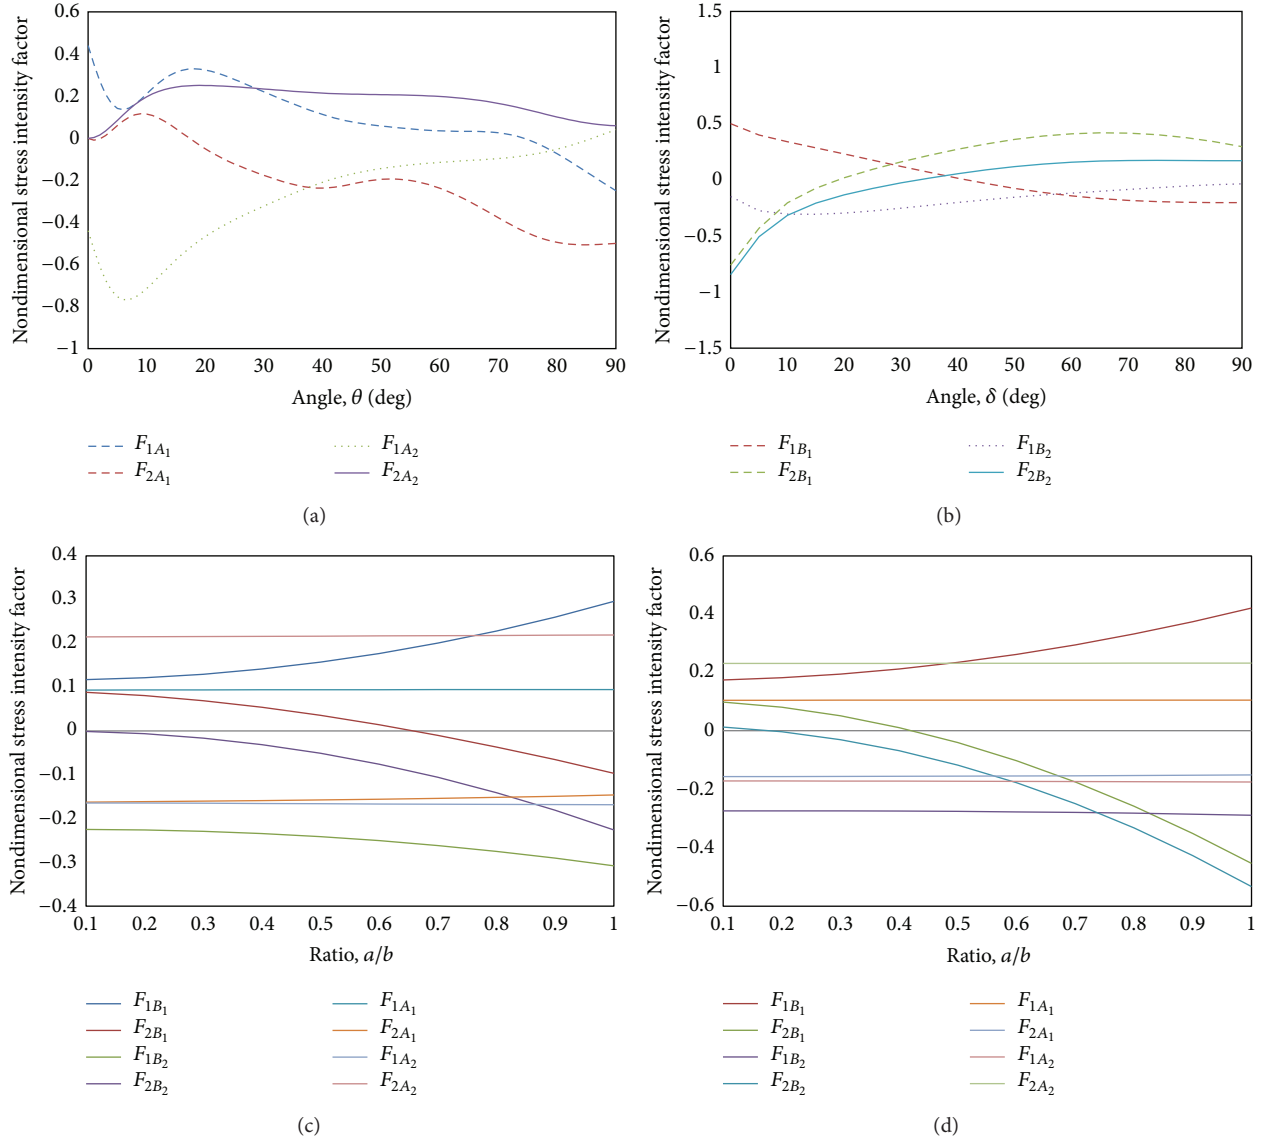 Nondimensional stress intensity factor
0.6
0.4
0.2
0
−0.2
−0.4
−0.6
−0.8
−1
0 10 20 30 40 50 60 70 80 90
Angle, θ (deg)
F1A1 F1A2
F2A1 F2A2
(a)
Nondimensional stress intensity factor
1.5
1
0.5
0
−0.5
−1
−1.5
0 10 20 30 40 50 60 70 80 90
Angle, δ (deg)
F1B1 F1B2
F2B1 F2B2
(b)
Nondimensional stress intensity factor
0.4
0.3
0.2
0.1
0
−0.1
−0.2
−0.3
−0.4
0.1 0.2 0.3 0.4 0.5 0.6 0.7 0.8 0.9 1
Ratio, a/b
F1B1 F1A1
F2B1 F2A1
F1B2 F1A2
F2B2 F2A2
(c)
Nondimensional stress intensity factor
0.6
0.4
0.2
0
−0.2
−0.4
−0.6
0.1 0.2 0.3 0.4 0.5 0.6 0.7 0.8 0.9 1
Ratio, a/b
F1B1 F1A1
F2B1 F2A1
F1B2 F1A2
F2B2 F2A2
(d)